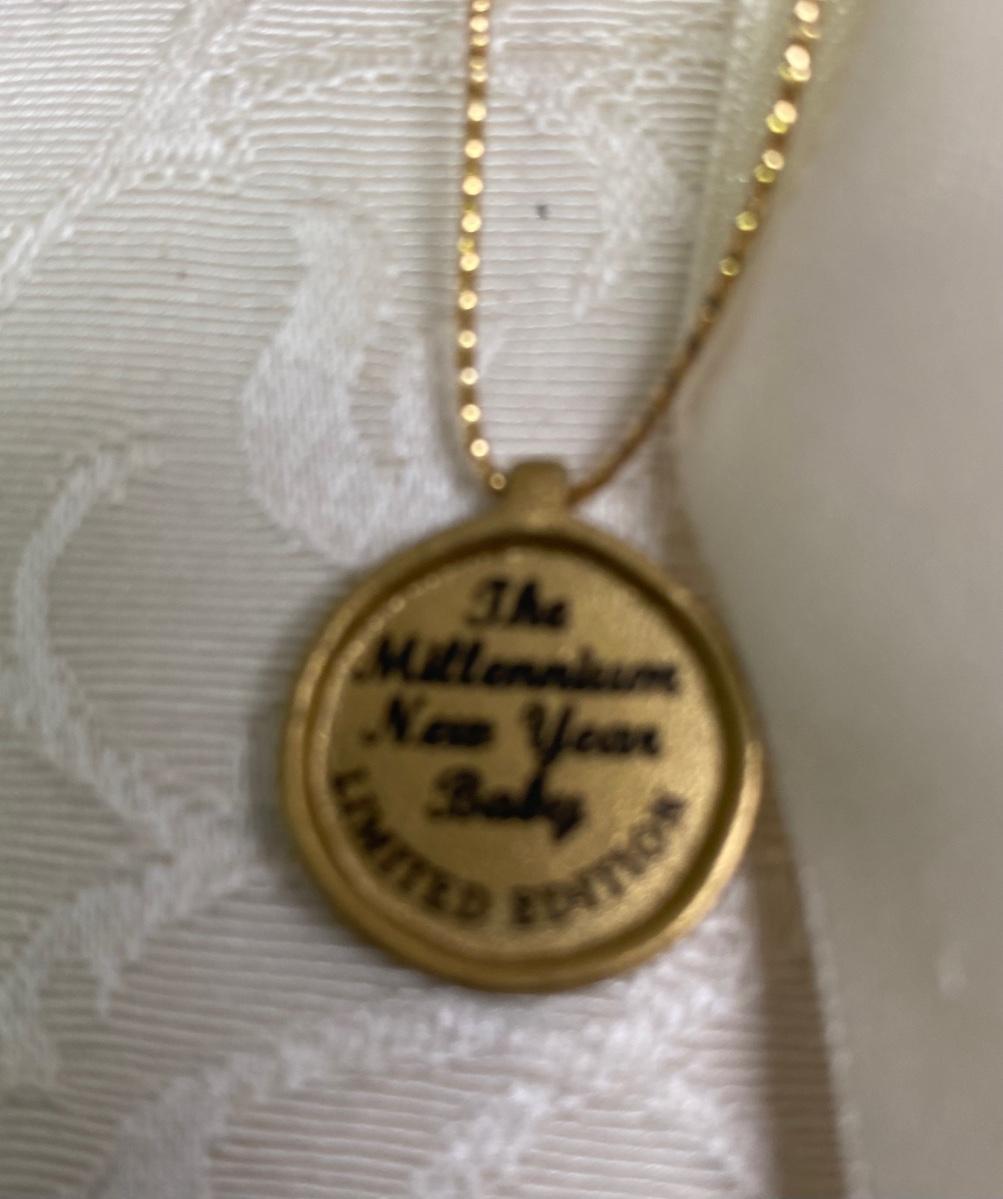 The
Millennium
New Year
Baby
LIMITED EDITION